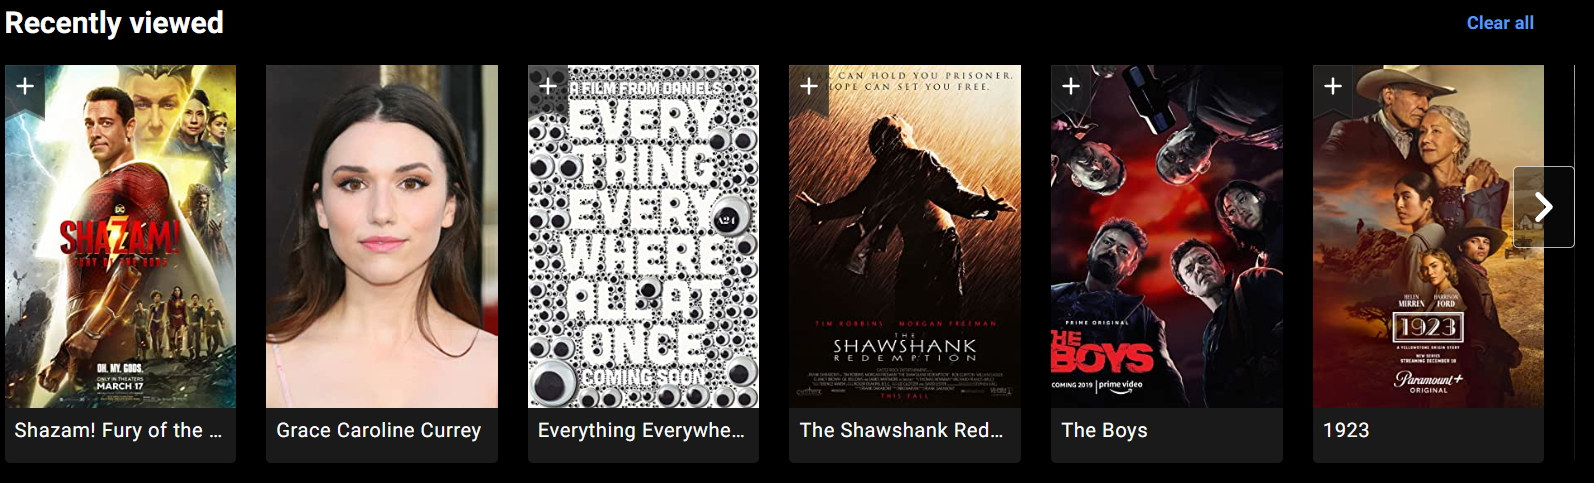 Recently viewed
Clear all
DC
SHAZAM!
FURY OF THE GODS
OH. MY. GODS.
ONLY IN THEATERS
MARCH 17
Shazam! Fury of the ...
Grace Caroline Currey
A FILM FROM DANIELS
EVERY
THING
EVERY
A24
WHERE
ALL AT
ONCE
COMING SOON
Everything Everywhe...
FEAR CAN HOLD YOU PRISONER.
HOPE CAN SET YOU FREE.
TIM ROBBINS MORGAN FREEMAN
THE
SHAWSHANK
REDEMPTION
THIS FALL
The Shawshank Red...
PRIME ORIGINAL
THE
BOYS
COMING 2019 | prime video
The Boys
HELEN
MIRREN
HARRISON
FORD
1923
A YELLOWSTONE ORIGIN STORY
NEW SERIES
STREAMING DECEMBER 18
Paramount+
ORIGINAL
1923